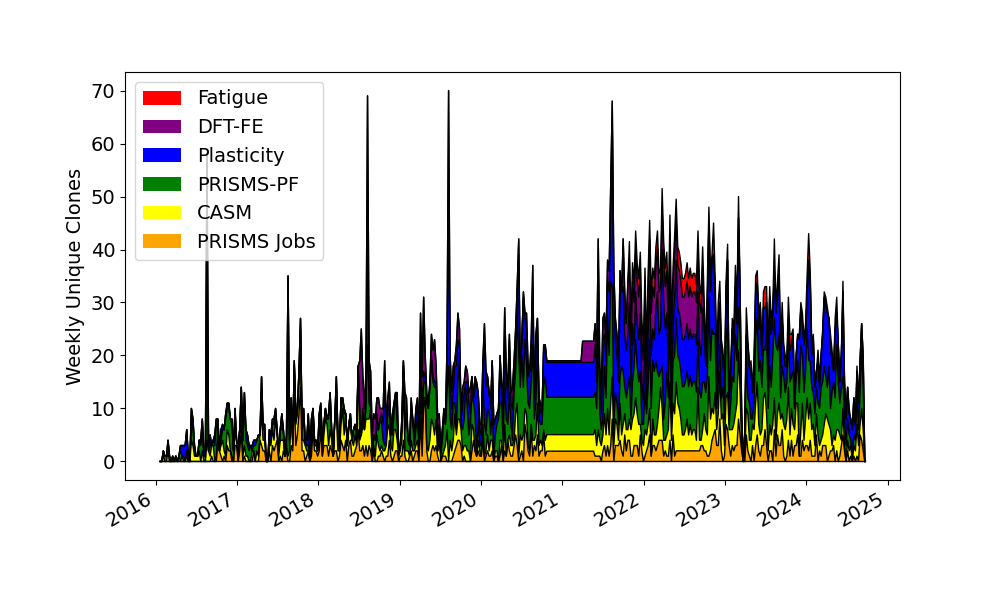 70
60
50
40
30
20
10
0
Weekly Unique Clones
Fatigue
DFT-FE
Plasticity
PRISMS-PF
CASM
PRISMS Jobs
2016
2017
2018
2019
2020
2021
2022
2023
2024
2025